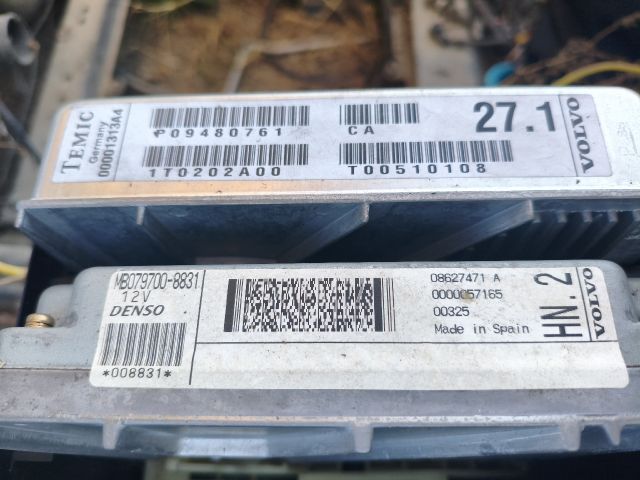 TEMIC
Germany
00001313A4
P09480761
CA
27.1
VOLVO
1T0202A00
T00510108
MB079700-8831
12V
DENSO
*008831*
08627471 A
0000057165
00325
Made in Spain
HN.2
VOLVO